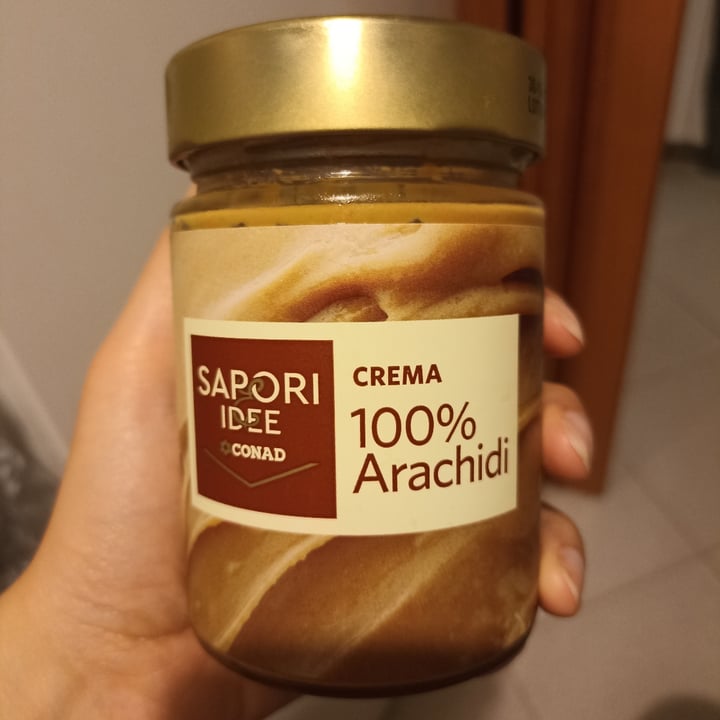 SAPORI
&
IDEE
CONAD
CREMA
100%
Arachidi